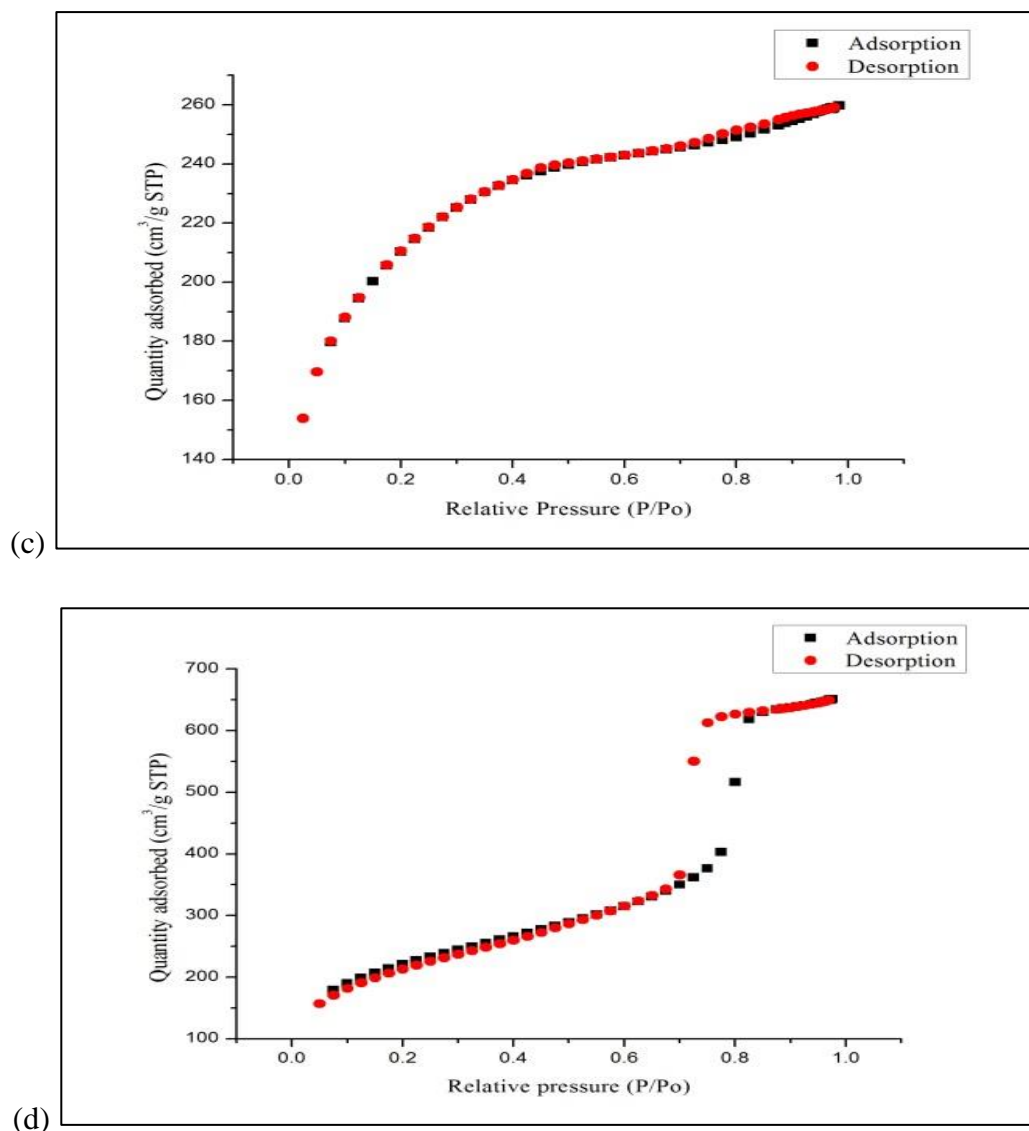 Adsorption
Desorption
260
240
220
200
180
160
140
Quantity adsorbed (cm³/g STP)
0.0 0.2 0.4 0.6 0.8 1.0
Relative Pressure (P/Po)
(c)
Adsorption
Desorption
700
600
500
400
300
200
100
Quantity adsorbed (cm³/g STP)
0.0 0.2 0.4 0.6 0.8 1.0
Relative pressure (P/Po)
(d)